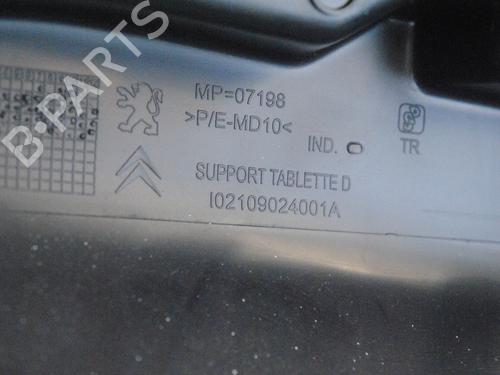 B-PARTS
MP=07198
>P/E-MD10<
IND.
TR
SUPPORT TABLETTE D
I02109024001A